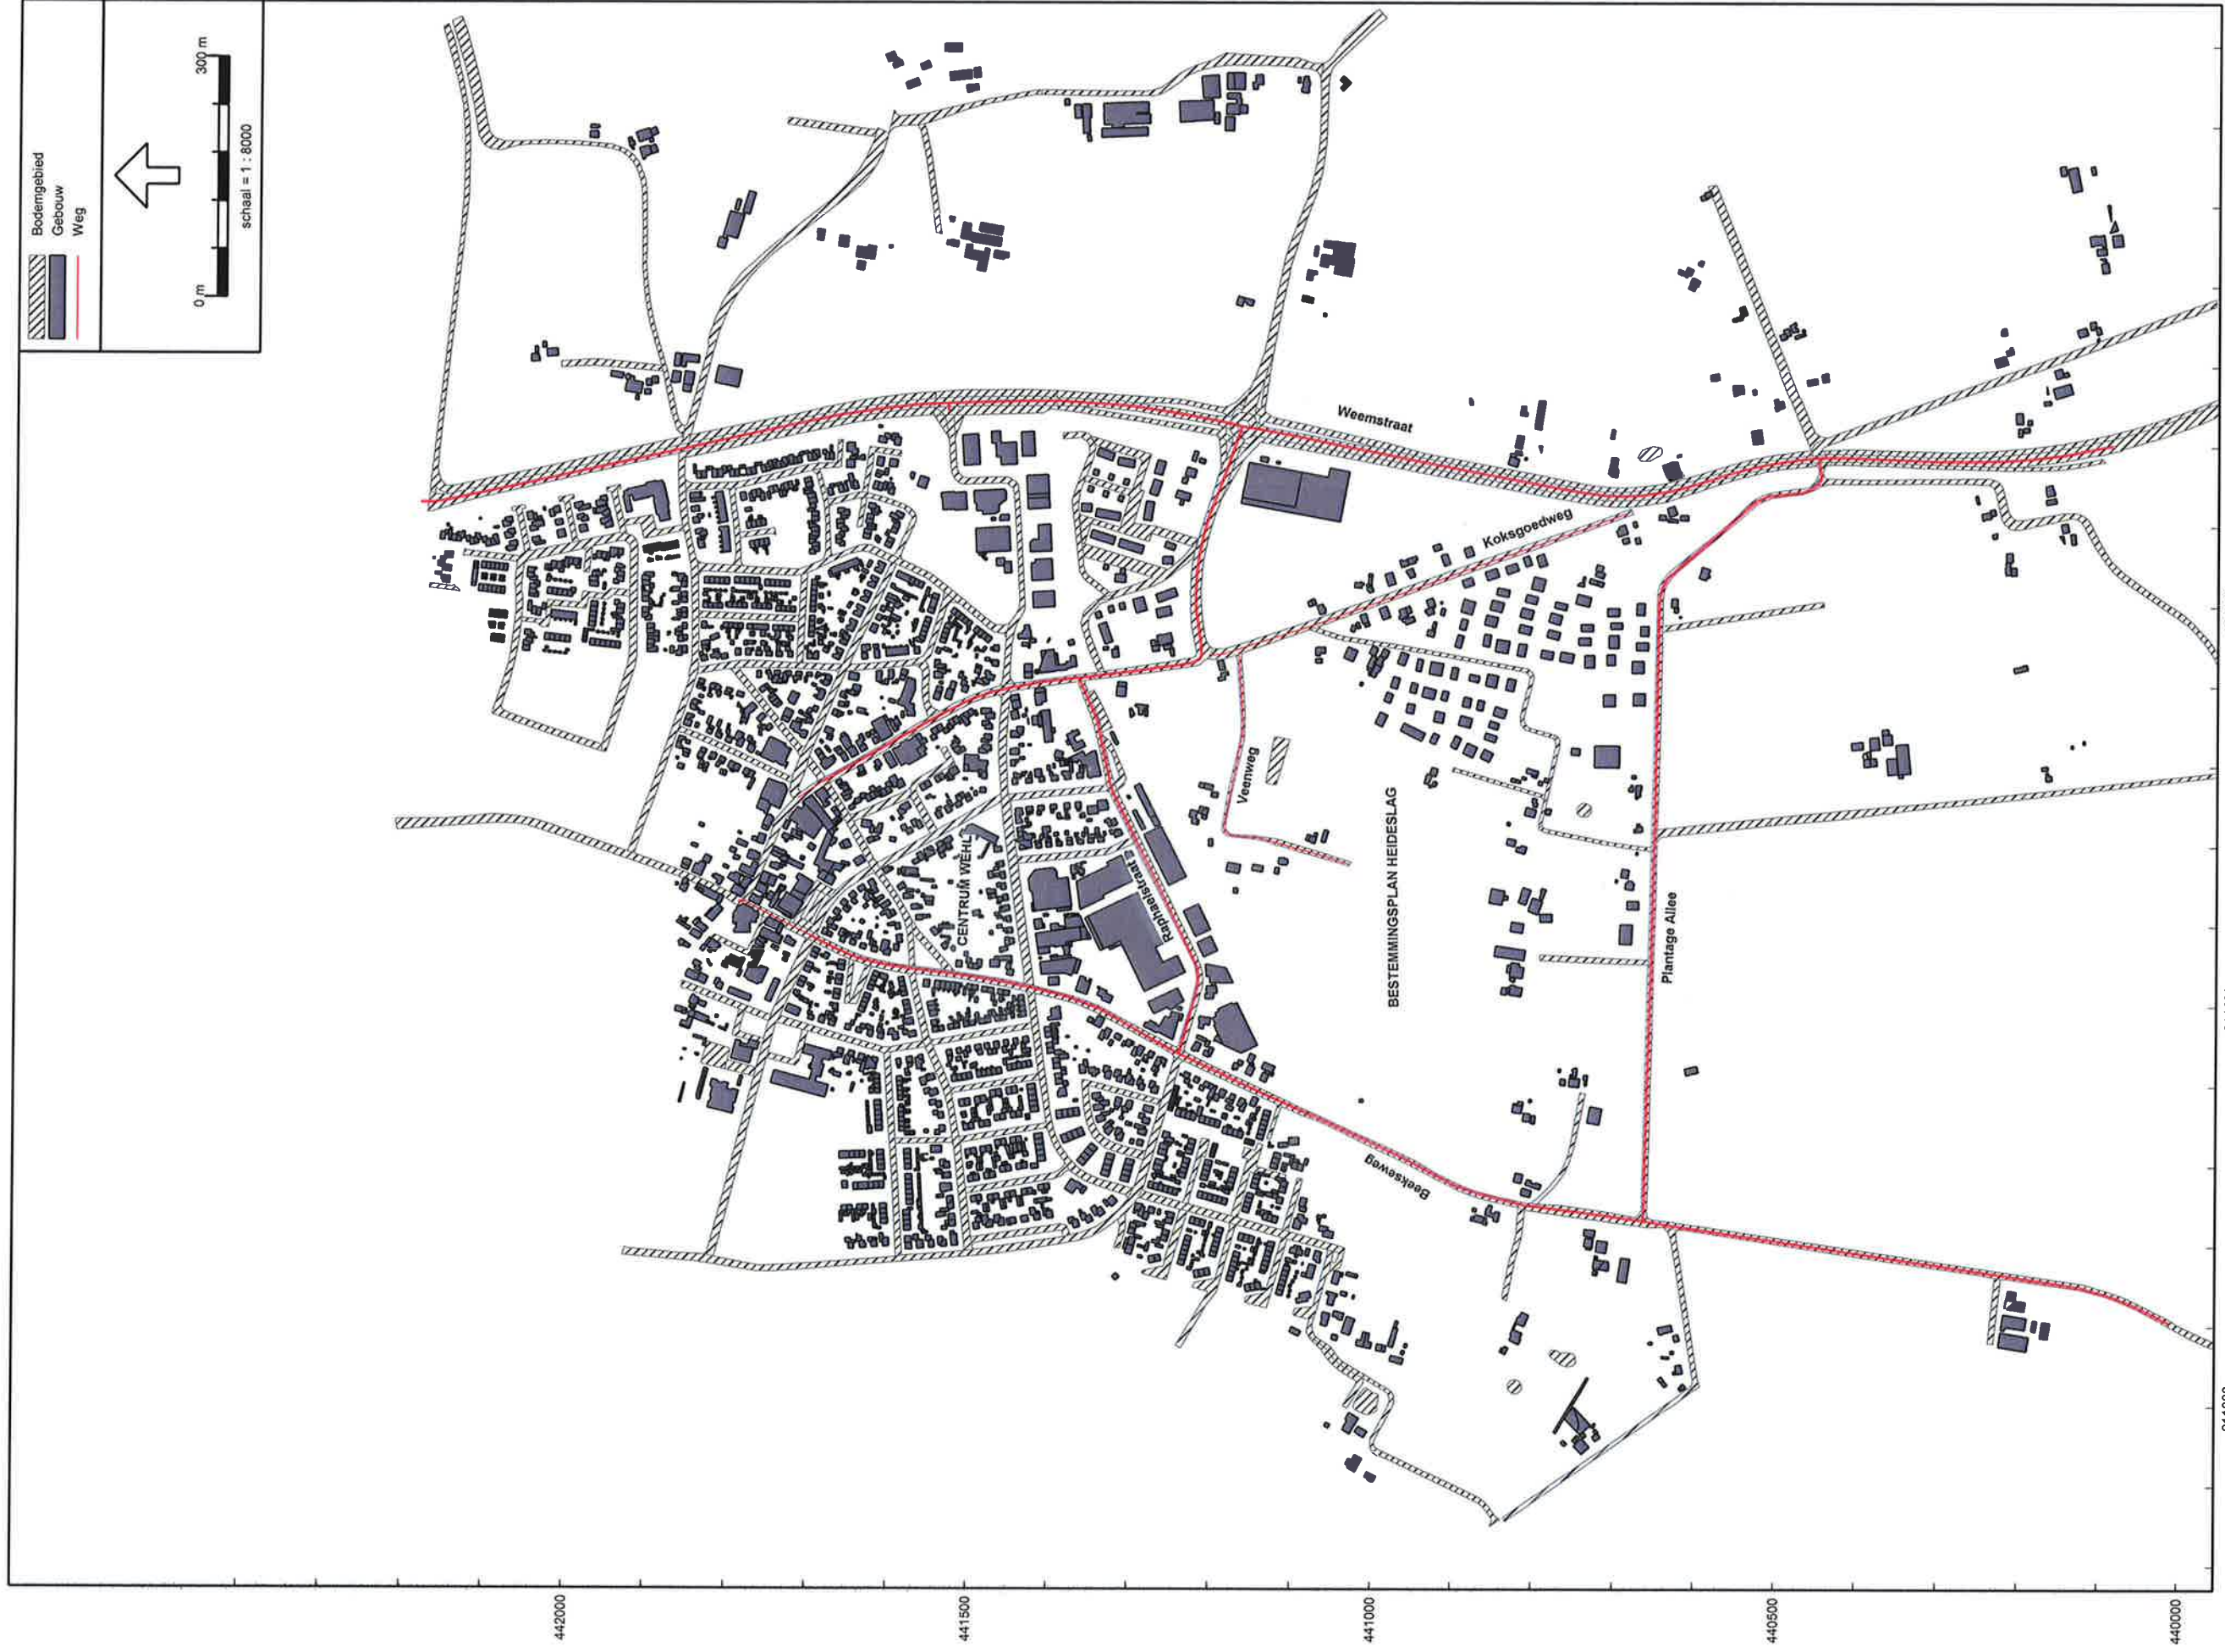 Bodemgebied
Gebouw
Weg
0 m
300 m
schaal = 1 : 8000
Weemstraat
Koksgoedweg
CENTRUM WEHL
Raphaelstraat
Veenweg
BESTEMMINGSPLAN HEIDESLAG
Plantage Allee
Beekseweg
442000
441500
441000
440500
440000